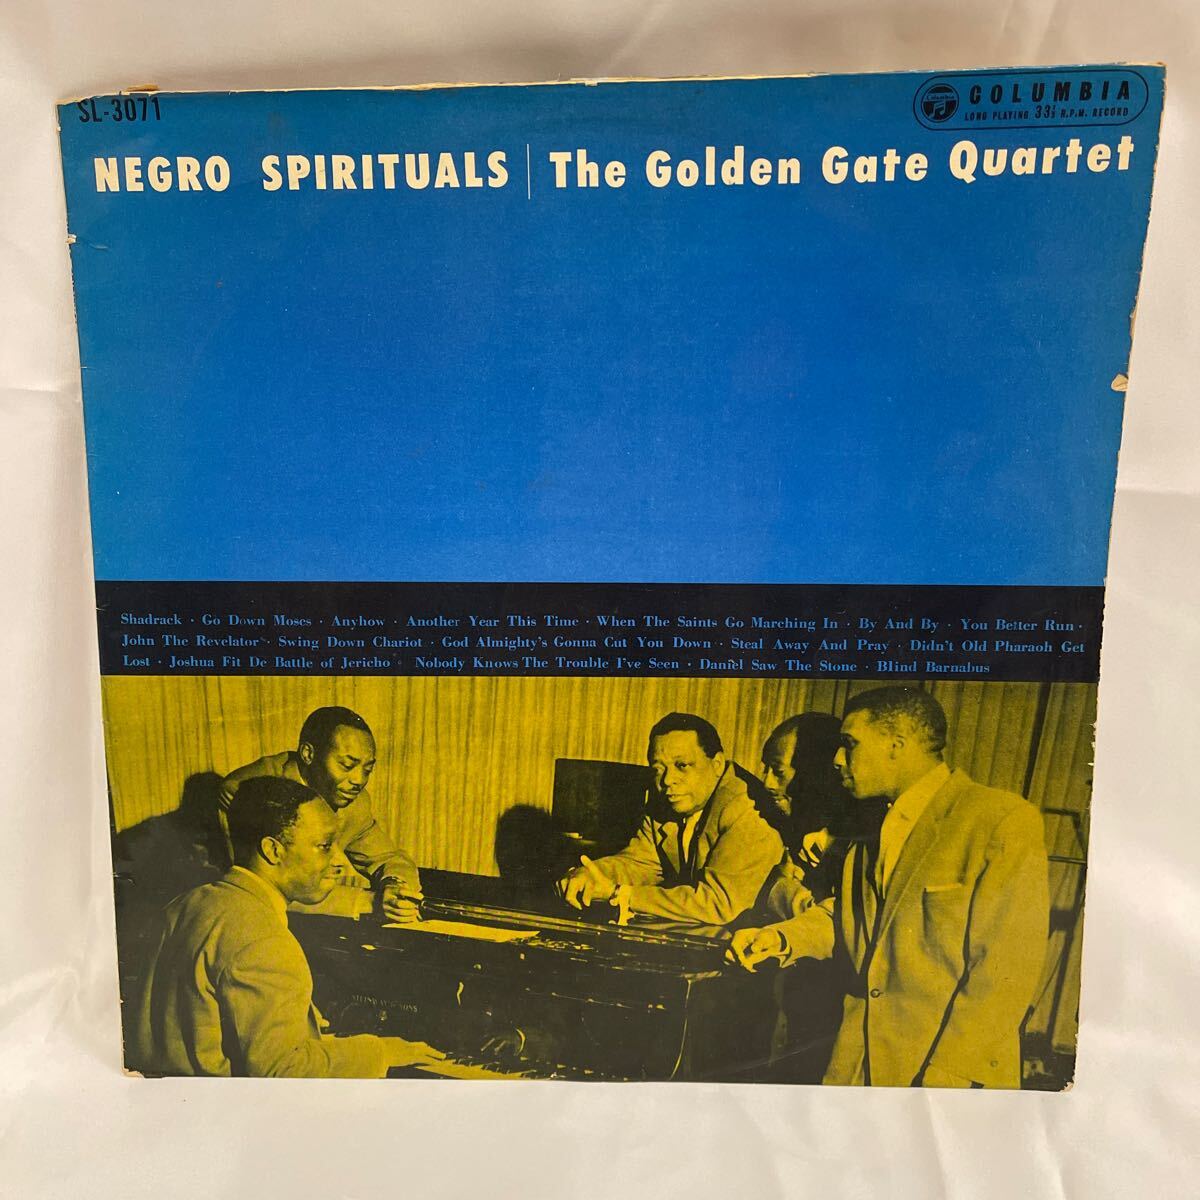 SL-3071
COLUMBIA
LONG PLAYING 33⅓ R.P.M. RECORD
NEGRO SPIRITUALS | The Golden Gate Quartet
Shadrack · Go Down Moses · Anyhow · Another Year This Time · When The Saints Go Marching In · By And By · You Better Run ·
John The Revelator · Swing Down Chariot · God Almighty's Gonna Cut You Down · Steal Away And Pray · Didn't Old Pharaoh Get
Lost · Joshua Fit De Battle of Jericho · Nobody Knows The Trouble I've Seen · Daniel Saw The Stone · Blind Barnabus
STEINWAY & SONS